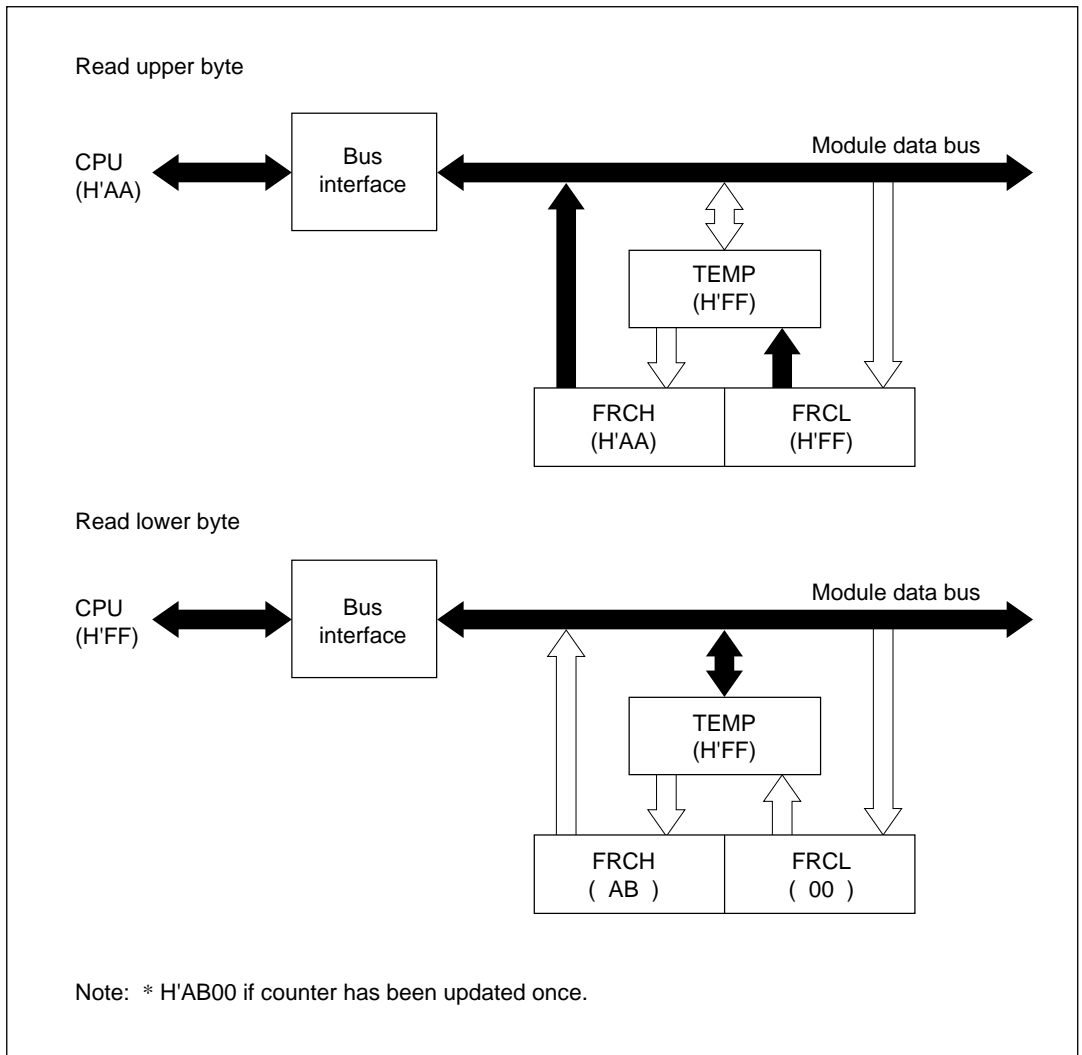 Read upper byte
CPU
(H'AA)
Bus
interface
Module data bus
TEMP
(H'FF)
FRCH
(H'AA)
FRCL
(H'FF)
Read lower byte
CPU
(H'FF)
Bus
interface
Module data bus
TEMP
(H'FF)
FRCH
( AB )
FRCL
( 00 )
Note: * H'AB00 if counter has been updated once.